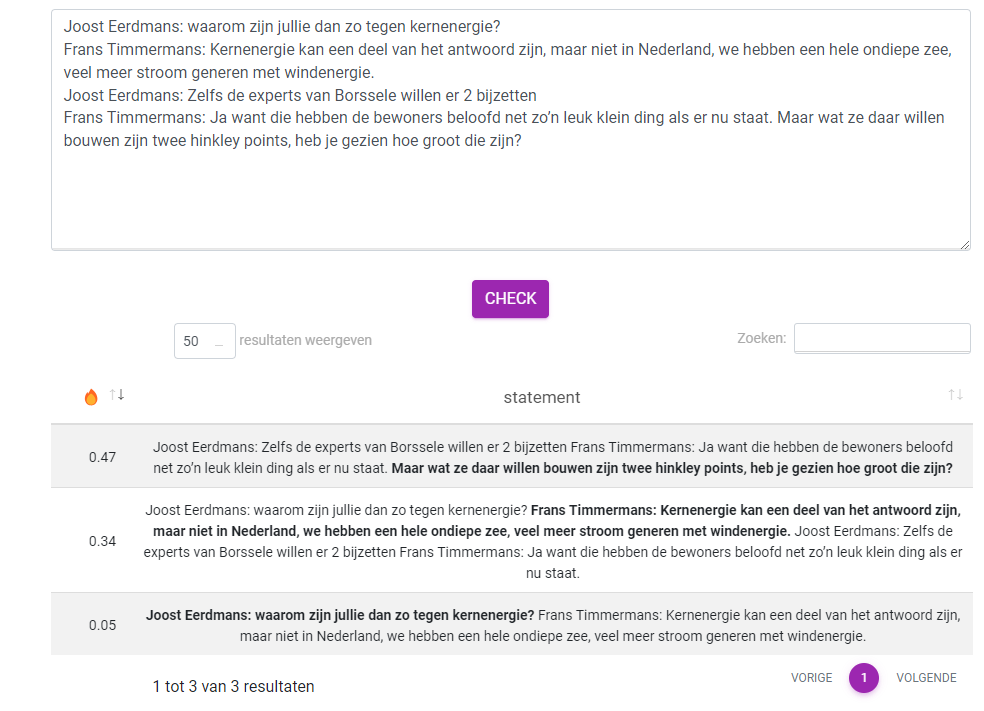 Joost Eerdmans: waarom zijn jullie dan zo tegen kernenergie?
Frans Timmermans: Kernenergie kan een deel van het antwoord zijn, maar niet in Nederland, we hebben een hele ondiepe zee,
veel meer stroom generen met windenergie.
Joost Eerdmans: Zelfs de experts van Borssele willen er 2 bijzetten
Frans Timmermans: Ja want die hebben de bewoners beloofd net zo’n leuk klein ding als er nu staat. Maar wat ze daar willen
bouwen zijn twee hinkley points, heb je gezien hoe groot die zijn?
CHECK
50 resultaten weergeven
Zoeken:
statement
0.47
Joost Eerdmans: Zelfs de experts van Borssele willen er 2 bijzetten Frans Timmermans: Ja want die hebben de bewoners beloofd
net zo’n leuk klein ding als er nu staat. Maar wat ze daar willen bouwen zijn twee hinkley points, heb je gezien hoe groot die zijn?
0.34
Joost Eerdmans: waarom zijn jullie dan zo tegen kernenergie? Frans Timmermans: Kernenergie kan een deel van het antwoord zijn,
maar niet in Nederland, we hebben een hele ondiepe zee, veel meer stroom generen met windenergie. Joost Eerdmans: Zelfs de
experts van Borssele willen er 2 bijzetten Frans Timmermans: Ja want die hebben de bewoners beloofd net zo’n leuk klein ding als er
nu staat.
0.05
Joost Eerdmans: waarom zijn jullie dan zo tegen kernenergie? Frans Timmermans: Kernenergie kan een deel van het antwoord zijn,
maar niet in Nederland, we hebben een hele ondiepe zee, veel meer stroom generen met windenergie.
1 tot 3 van 3 resultaten
VORIGE 1 VOLGENDE